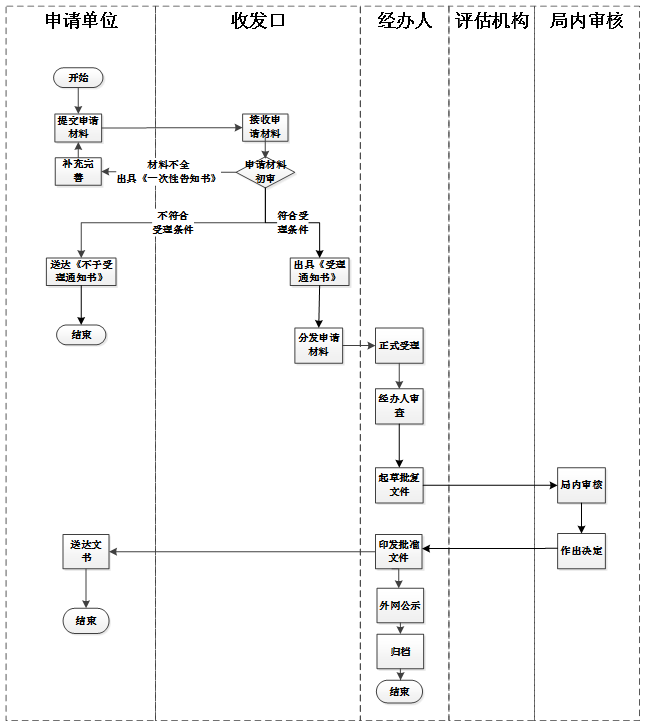 申请单位
收发口
经办人
评估机构
局内审核
开始
提交申请
材料
接收申
请材料
补充完
善
材料不全
出具《一次性告知书》
申请材料
初审
不符合
受理条件
符合受
理条件
送达《不予受
理通知书》
出具《受理
通知书》
结束
分发申请
材料
正式受理
经办人审
查
起草批复
文件
局内审核
送达文
书
印发批准
文件
作出决定
外网公示
结束
归档
结束